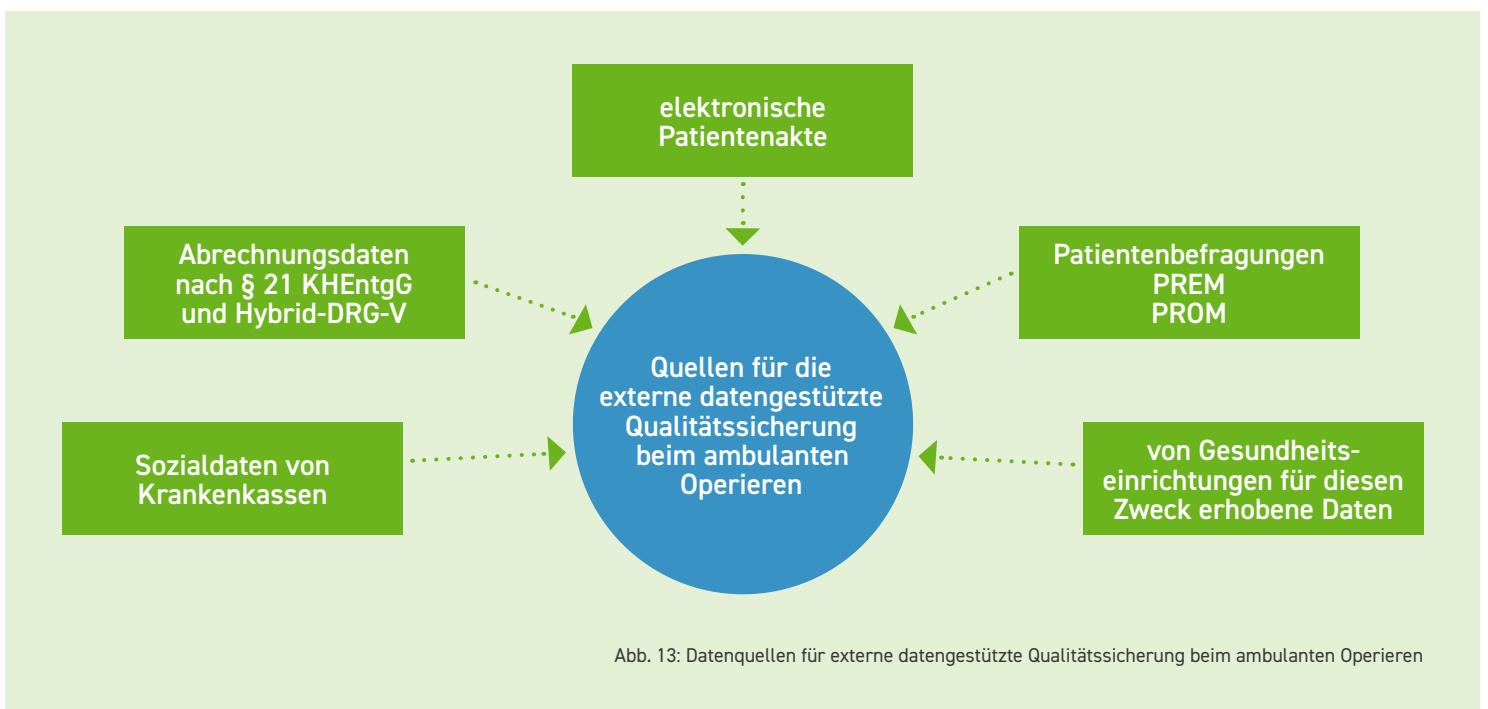 elektronische
Patientenakte
Abrechnungsdaten
nach § 21 KHEntgG
und Hybrid-DRG-V
Patientenbefragungen
PREM
PROM
Quellen für die
externe datengestützte
Qualitätssicherung
beim ambulanten
Operieren
Sozialdaten von
Krankenkassen
von Gesundheits-
einrichtungen für diesen
Zweck erhobene Daten
Abb. 13: Datenquellen für externe datengestützte Qualitätssicherung beim ambulanten Operieren